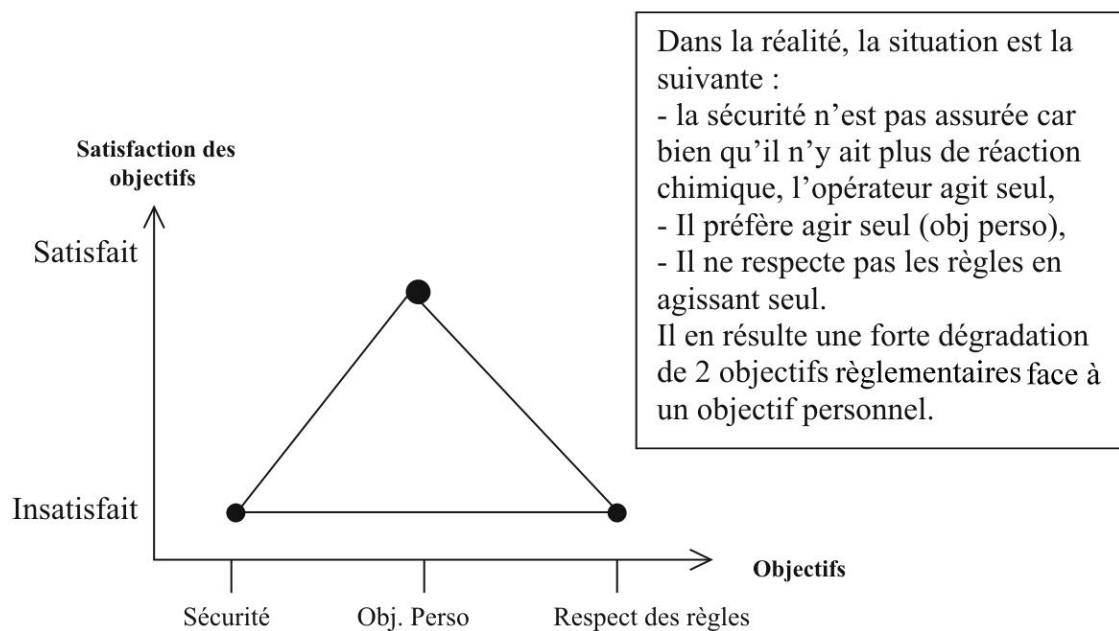 Dans la réalité, la situation est la
suivante :
- la sécurité n’est pas assurée car
bien qu’il n’y ait plus de réaction
chimique, l’opérateur agit seul,
- Il préfère agir seul (obj perso),
- Il ne respecte pas les règles en
agissant seul.
Il en résulte une forte dégradation
de 2 objectifs règlementaires face à
un objectif personnel.
Satisfaction des
objectifs
Satisfait
Insatisfait
Objectifs
Sécurité
Obj. Perso
Respect des règles